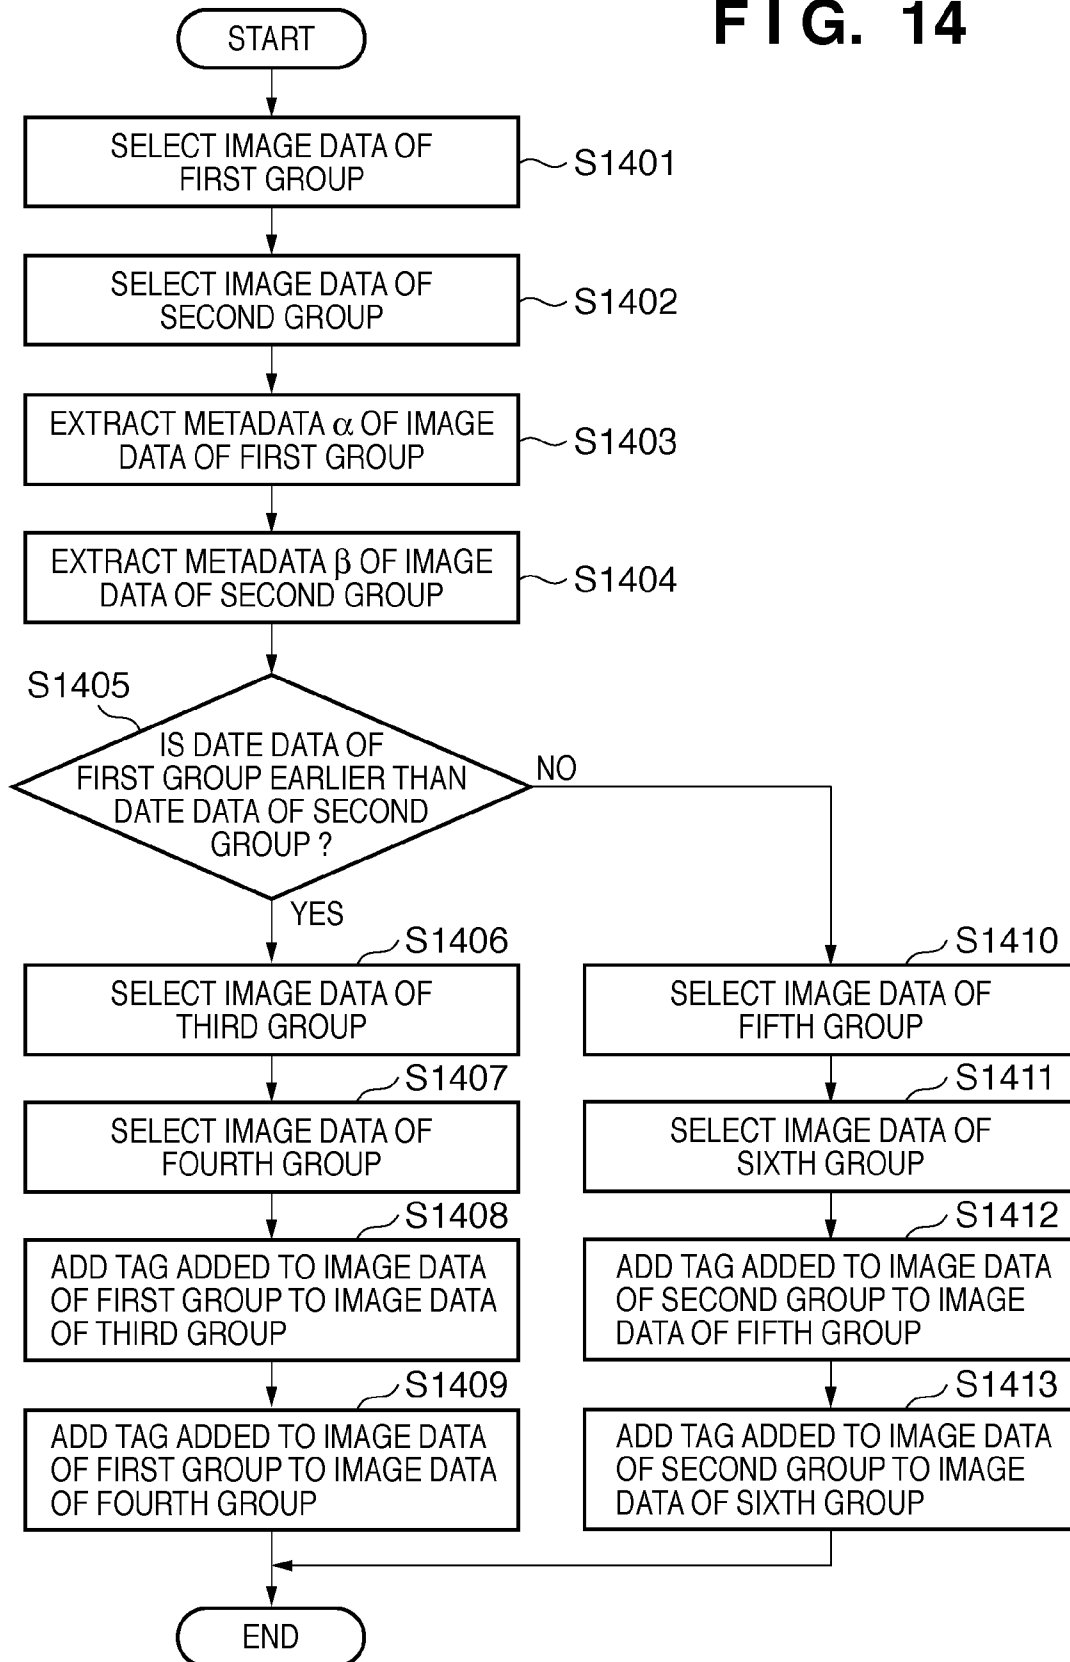 FIG. 14
START
SELECT IMAGE DATA OF
FIRST GROUP
S1401
SELECT IMAGE DATA OF
SECOND GROUP
S1402
EXTRACT METADATA α OF IMAGE
DATA OF FIRST GROUP
S1403
EXTRACT METADATA β OF IMAGE
DATA OF SECOND GROUP
S1404
S1405
IS DATE DATA OF
FIRST GROUP EARLIER THAN
DATE DATA OF SECOND
GROUP ?
NO
YES
S1406
SELECT IMAGE DATA OF
THIRD GROUP
S1407
SELECT IMAGE DATA OF
FOURTH GROUP
S1408
ADD TAG ADDED TO IMAGE DATA
OF FIRST GROUP TO IMAGE DATA
OF THIRD GROUP
S1409
ADD TAG ADDED TO IMAGE DATA
OF FIRST GROUP TO IMAGE DATA
OF FOURTH GROUP
S1410
SELECT IMAGE DATA OF
FIFTH GROUP
S1411
SELECT IMAGE DATA OF
SIXTH GROUP
S1412
ADD TAG ADDED TO IMAGE DATA
OF SECOND GROUP TO IMAGE
DATA OF FIFTH GROUP
S1413
ADD TAG ADDED TO IMAGE DATA
OF SECOND GROUP TO IMAGE
DATA OF SIXTH GROUP
END